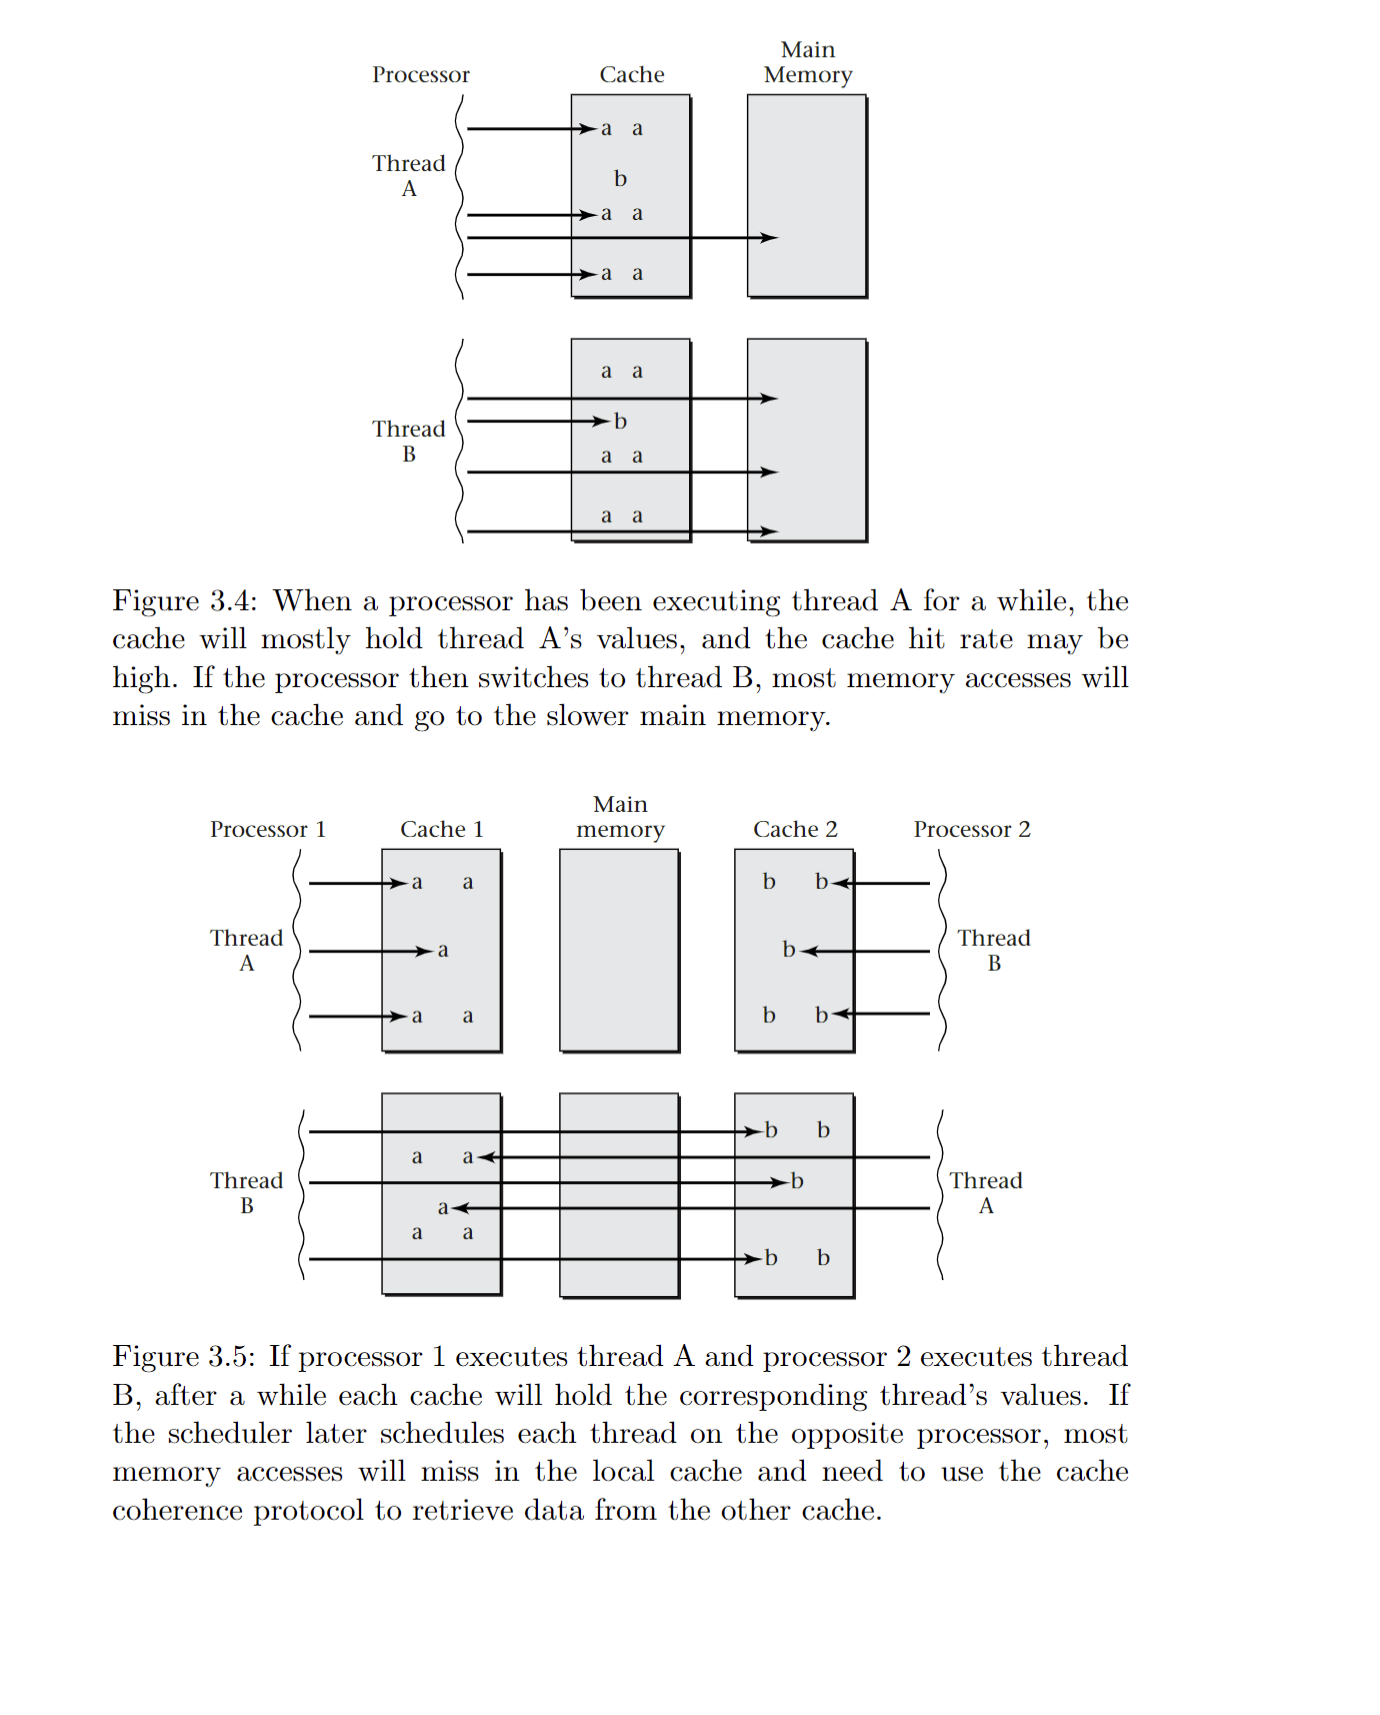 Main
Processor Cache Memory
a a
Thread
A
b
a a
a a
a a
Thread
B
b
a a
a a
Figure 3.4: When a processor has been executing thread A for a while, the
cache will mostly hold thread A's values, and the cache hit rate may be
high. If the processor then switches to thread B, most memory accesses will
miss in the cache and go to the slower main memory.
Main
Processor 1 Cache 1 memory Cache 2 Processor 2
a a b b
Thread Thread
A a b B
a a b b
b b
a a
Thread b Thread
B a A
a a
b b
Figure 3.5: If processor 1 executes thread A and processor 2 executes thread
B, after a while each cache will hold the corresponding thread's values. If
the scheduler later schedules each thread on the opposite processor, most
memory accesses will miss in the local cache and need to use the cache
coherence protocol to retrieve data from the other cache.